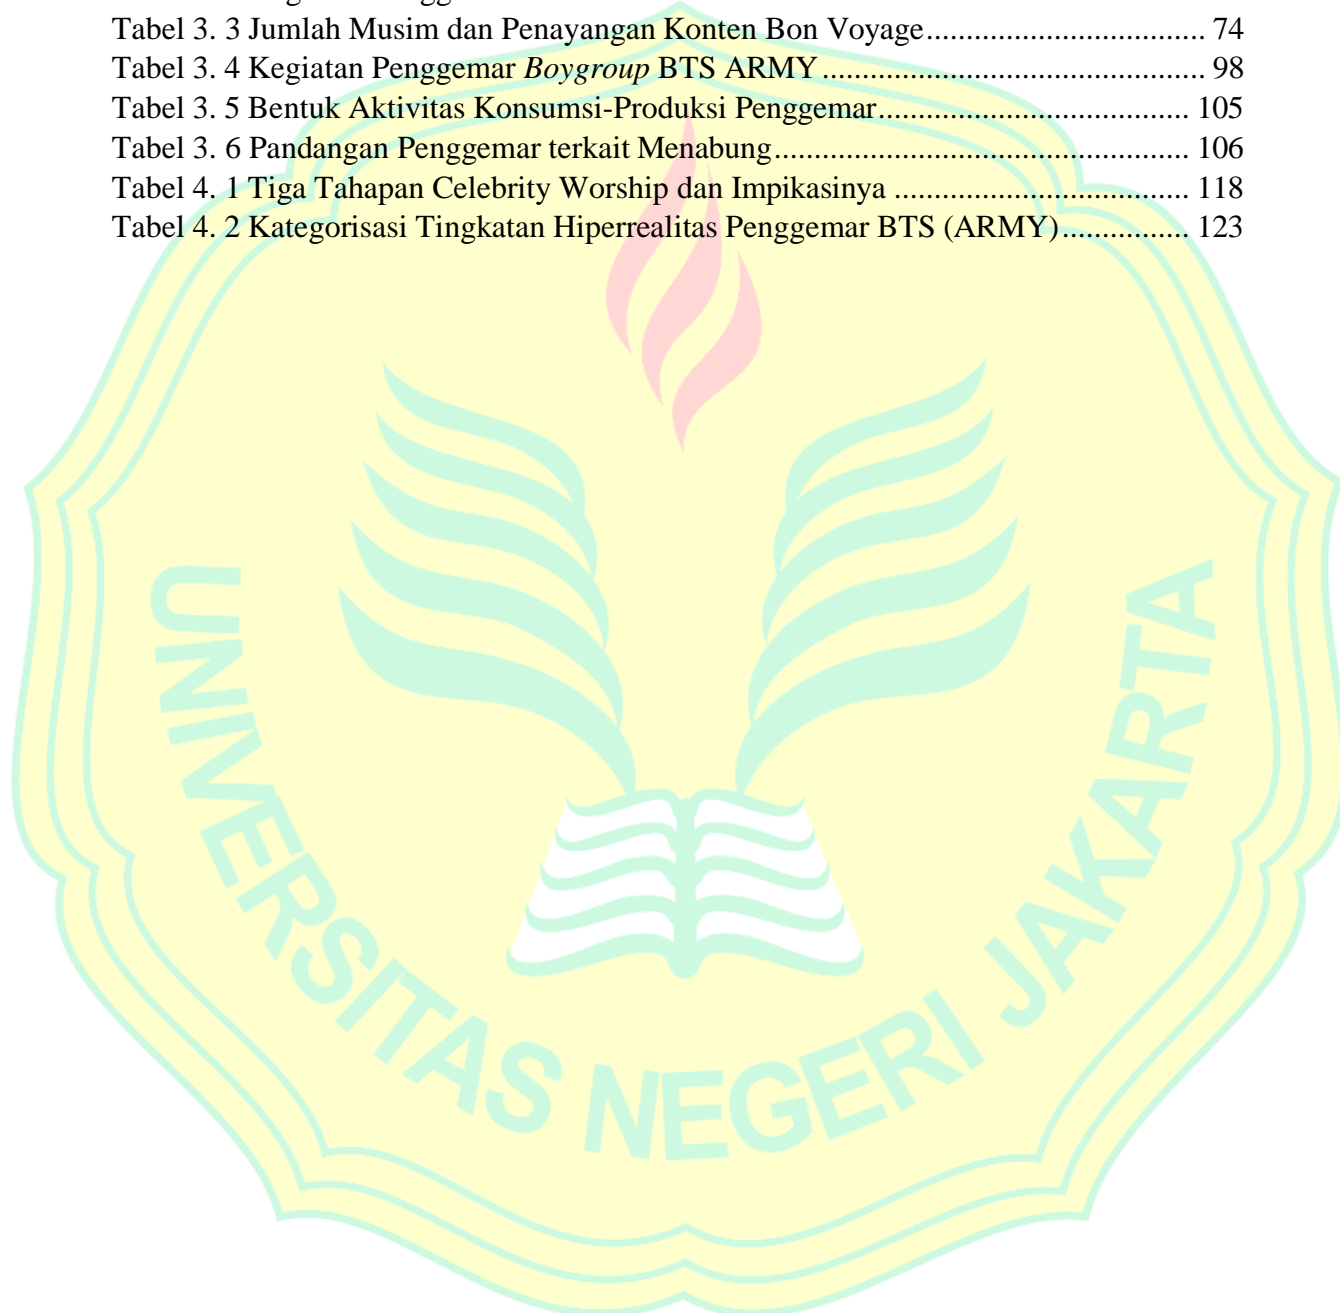 Tabel 3. 3 Jumlah Musim dan Penayangan Konten Bon Voyage................................... 74
Tabel 3. 4 Kegiatan Penggemar Boygroup BTS ARMY............................................... 98
Tabel 3. 5 Bentuk Aktivitas Konsumsi-Produksi Penggemar....................................... 105
Tabel 3. 6 Pandangan Penggemar terkait Menabung................................................... 106
Tabel 4. 1 Tiga Tahapan Celebrity Worship dan Impikasinya ..................................... 118
Tabel 4. 2 Kategorisasi Tingkatan Hiperrealitas Penggemar BTS (ARMY)................ 123
UNIVERSITAS NEGERI JAKARTA